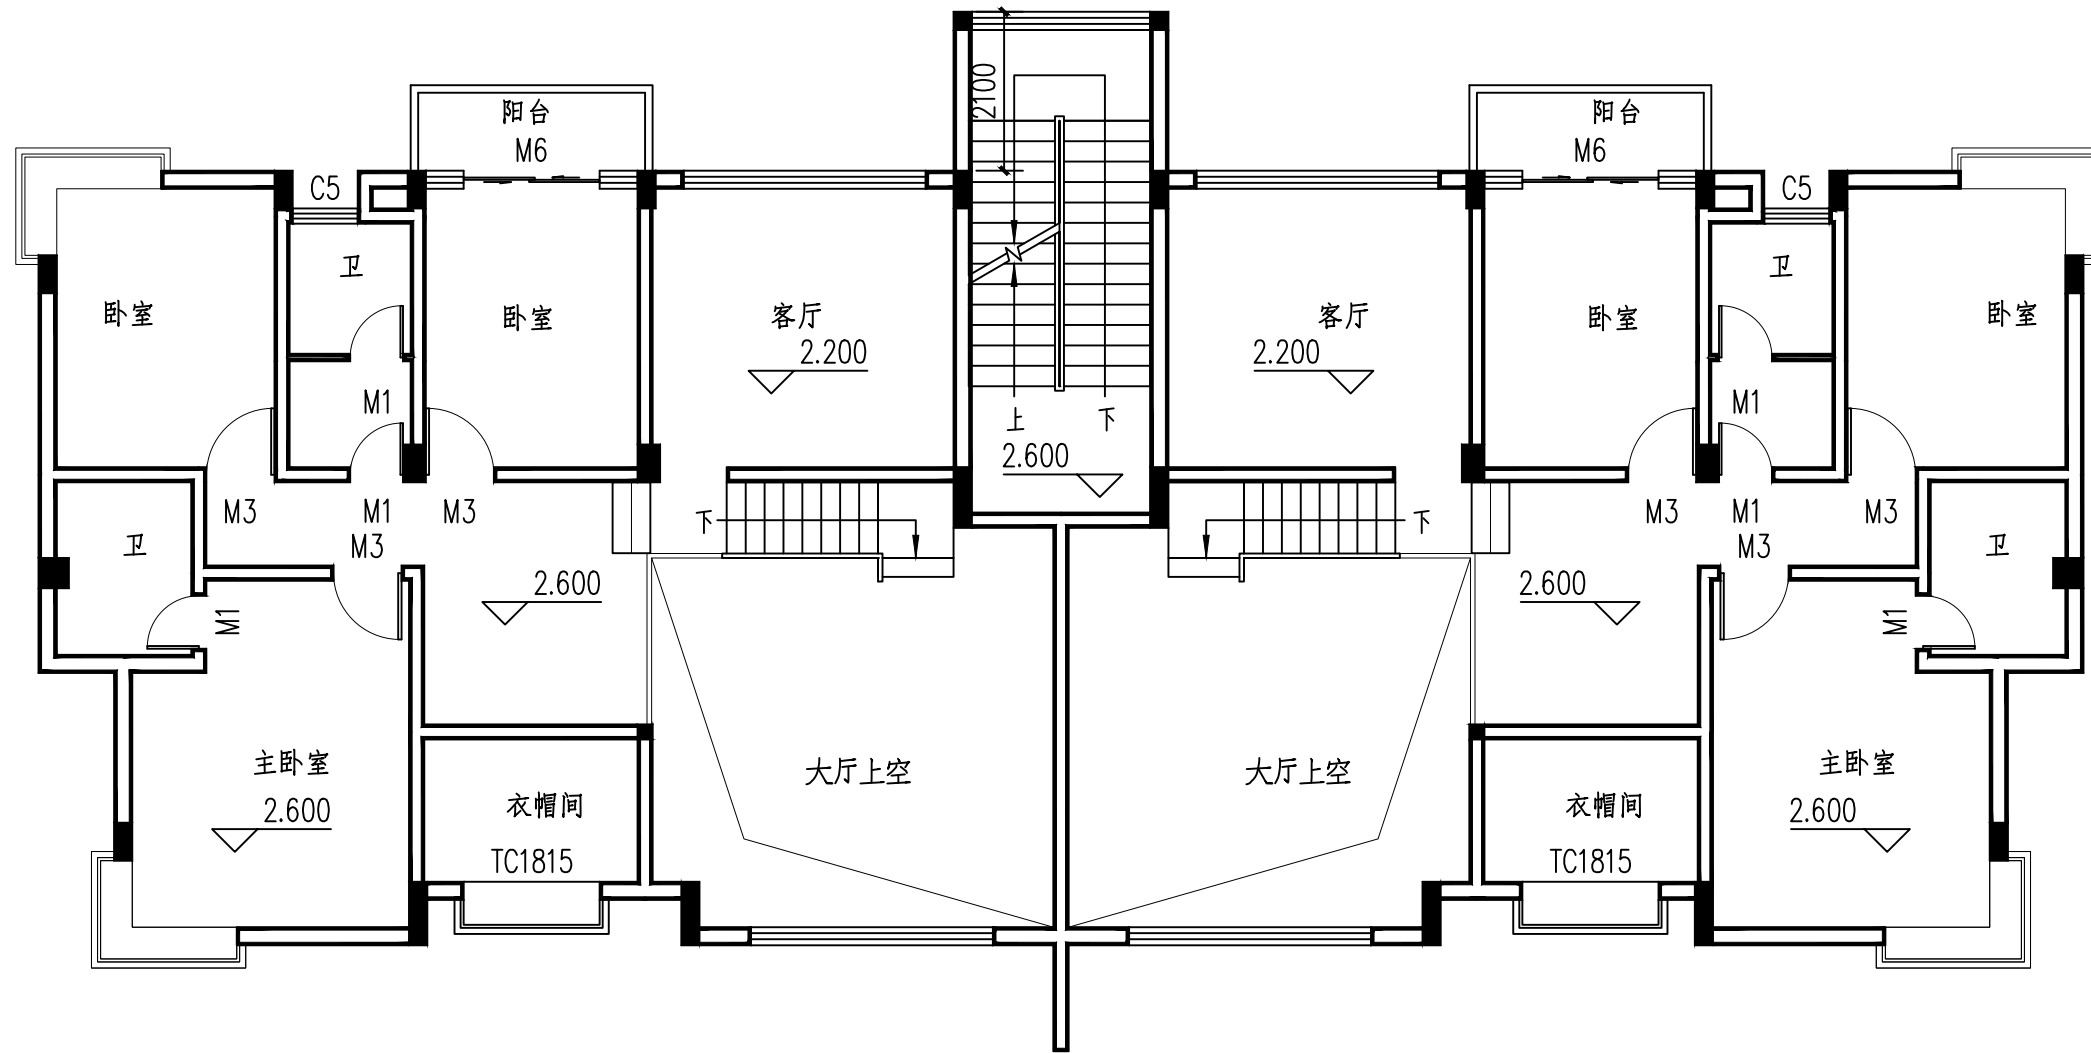 2100
阳台
阳台
M6
M6
C5
C5
卫
卫
卧室
卧室
客厅
客厅
卧室
卧室
2.200
2.200
M1
M1
上
下
2.600
M3
M1
M3
下
下
M3
M1
M3
M3
M3
卫
卫
2.600
2.600
M1
M1
主卧室
大厅上空
大厅上空
主卧室
2.600
衣帽间
衣帽间
2.600
TC1815
TC1815